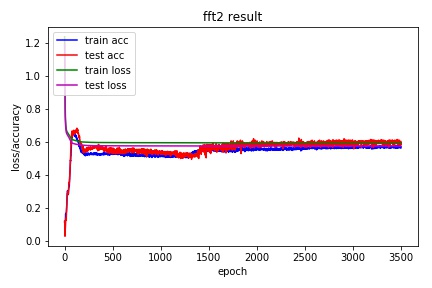 fft2 result
train acc
test acc
train loss
test loss
loss/accuracy
1.2
1.0
0.8
0.6
0.4
0.2
0.0
0
500
1000
1500
2000
2500
3000
3500
epoch